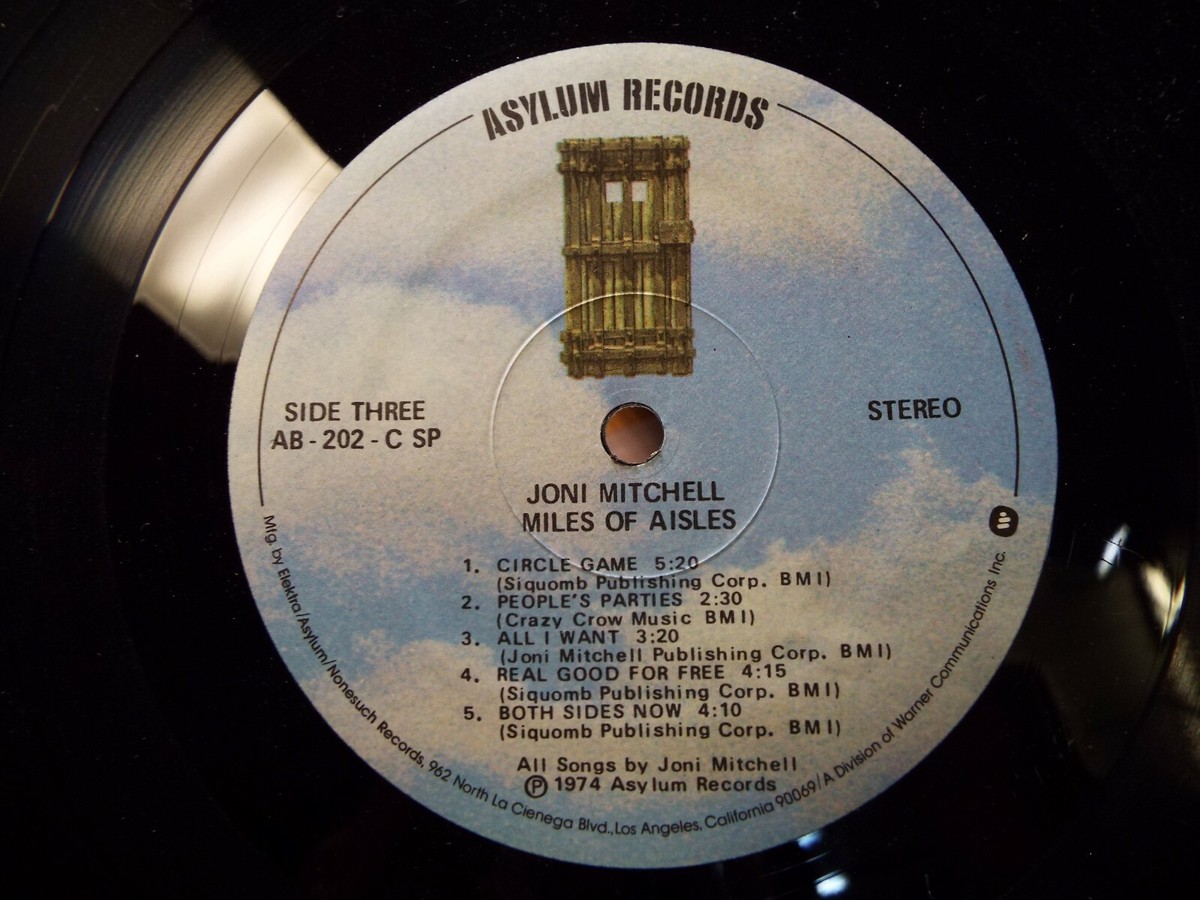 ASYLUM RECORDS
SIDE THREE
AB-202-C SP
STEREO
JONI MITCHELL
MILES OF AISLES
1. CIRCLE GAME 5:20
(Siquomb Publishing Corp. BMI)
2. PEOPLE'S PARTIES 2:30
(Crazy Crow Music BMI)
3. ALL I WANT 3:20
(Joni Mitchell Publishing Corp. BMI)
4. REAL GOOD FOR FREE 4:15
(Siquomb Publishing Corp. BMI)
5. BOTH SIDES NOW 4:10
(Siquomb Publishing Corp. BMI)
All Songs by Joni Mitchell
Ⓟ 1974 Asylum Records
Mfg. by Elektra/Asylum/Nonesuch Records, 962 North La Cienega Blvd., Los Angeles, California 90069/A Division of Warner Communications Inc.